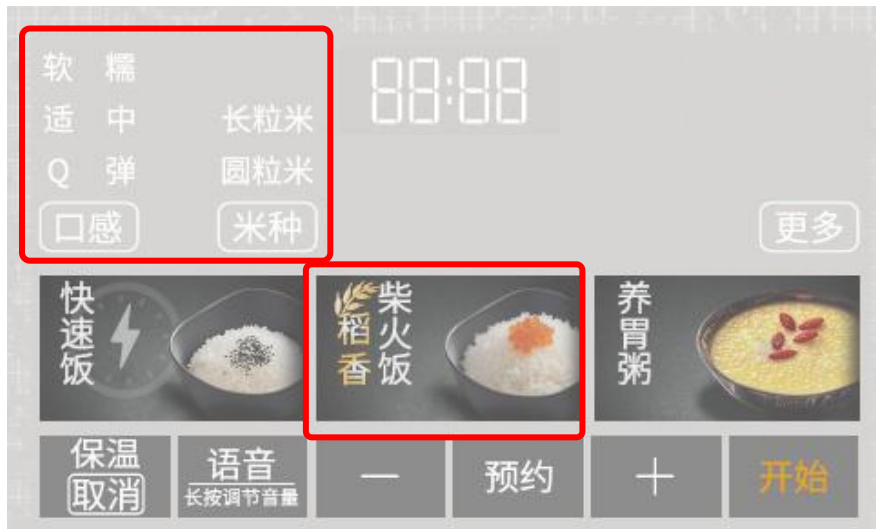 软 糯
适 中 长粒米
88:88
Q 弹 圆粒米
口感 米种 更多
快速饭
稻香
柴火饭
养胃粥
保温
取消
语音
长按调节音量
—
预约
+
开始